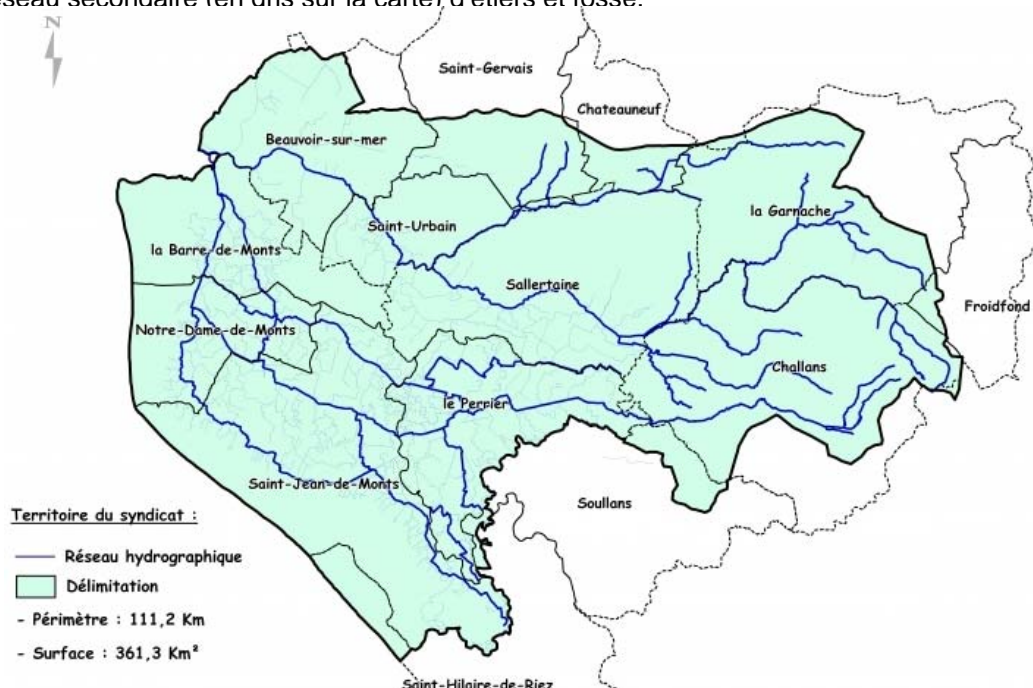 réseau secondaire (en gris sur la carte) d'étiers et fossé.
N
Saint-Gervais
Chateauneuf
Beauvoir-sur-mer
la Garnache
Saint-Urbain
la Barre-de-Monts
Sallertaine
Froidfond
Notre-Dame-de-Monts
Challans
le Perrier
Saint-Jean-de-Monts
Soullans
Territoire du syndicat :
Réseau hydrographique
Délimitation
- Périmètre : 111,2 Km
- Surface : 361,3 Km²
Saint-Hilaire-de-Riez